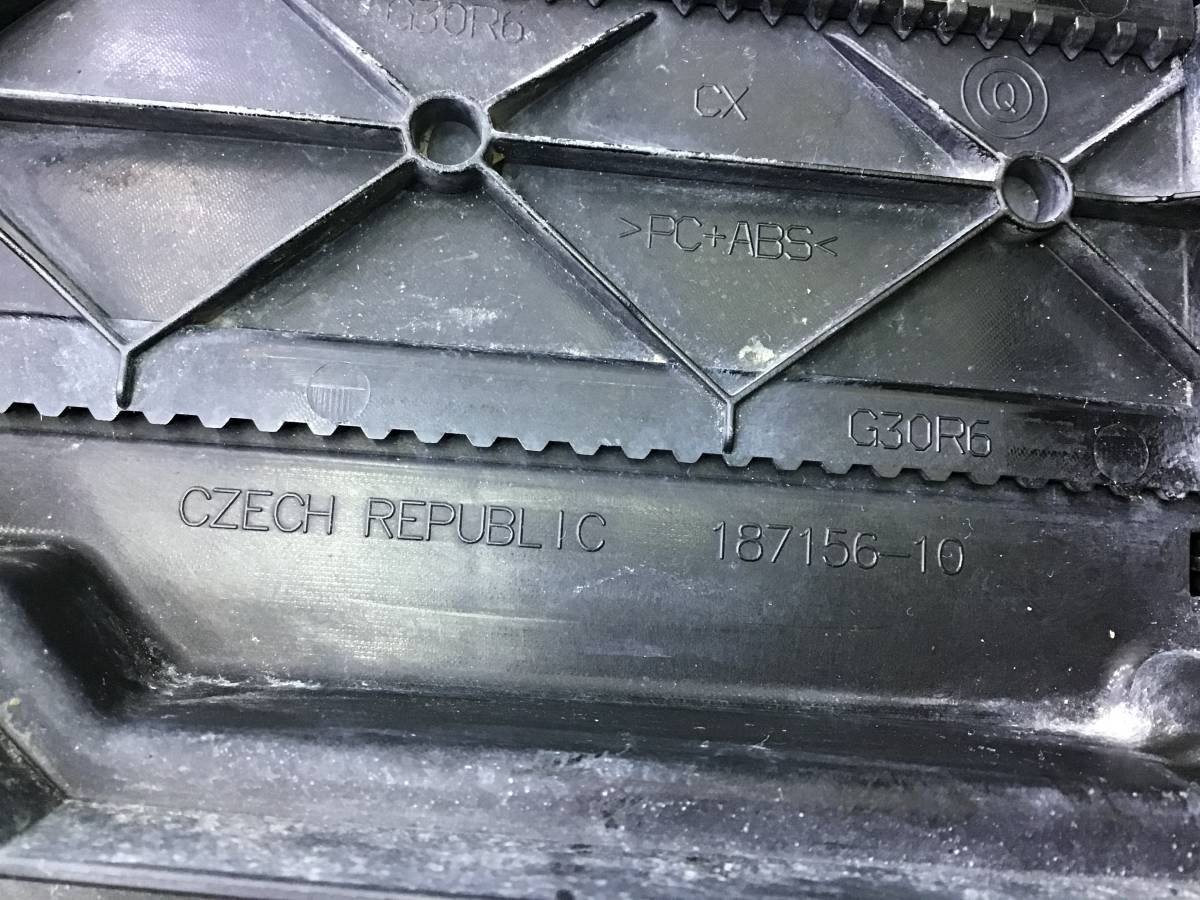 G30R6
CX
Q
>PC+ABS<
G30R6
CZECH REPUBLIC 187156-10